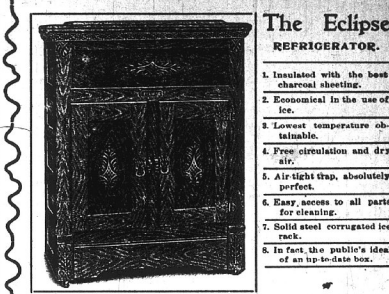 The Eclipse
REFRIGERATOR.
1. Insulated with the best
charcoal sheeting.
2. Economical in the use of
ice.
3. Lowest temperature ob-
tainable.
4. Free circulation and dry
air.
5. Air-tight trap, absolutely
perfect.
6. Easy access to all parts
for cleaning.
7. Solid steel corrugated ice
rack.
8. In fact the public's idea
of an up-to-date box.